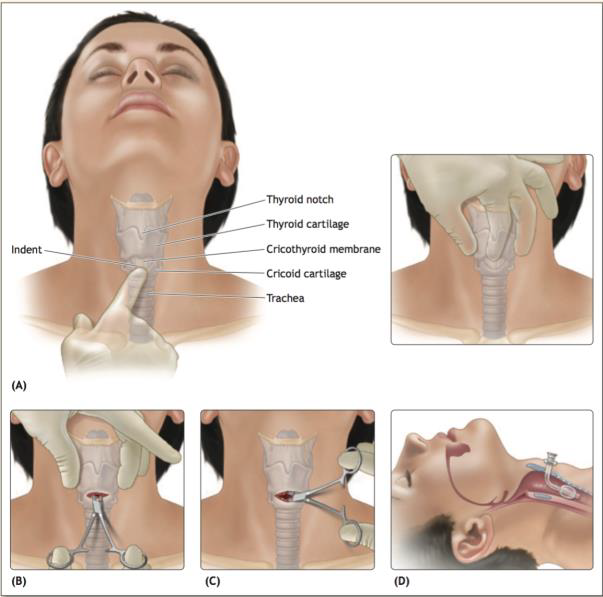 Thyroid notch
Thyroid cartilage
Indent
Cricothyroid membrane
Cricoid cartilage
Trachea
(A)
(B)
(C)
(D)